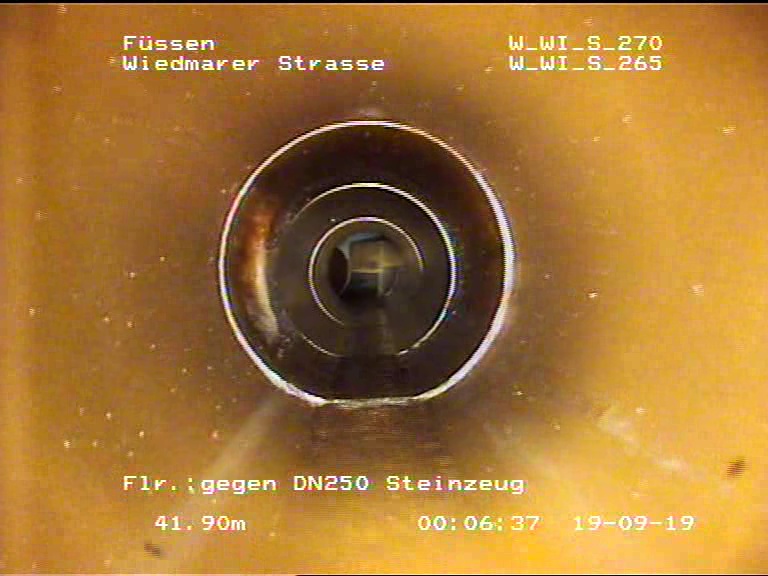 Füssen W_WI_S_270
Wiedmarer Strasse W_WI_S_265
Flr.:gegen DN250 Steinzeug
41.90m 00:06:37 19-09-19